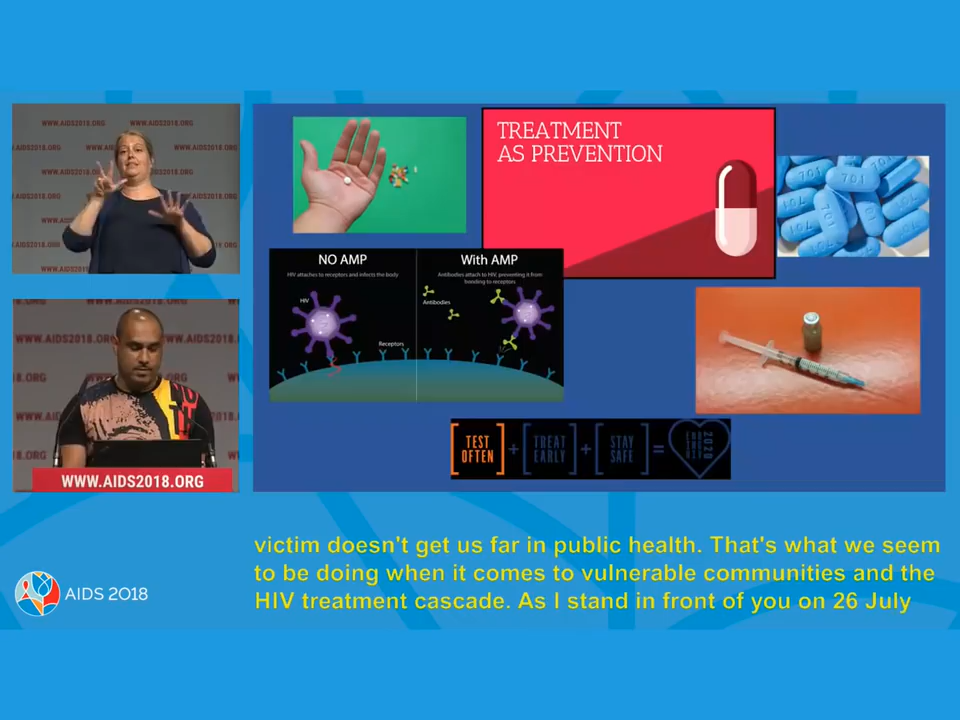 WWW.AIDS2018.ORG
WWW.AIDS2018.ORG
WWW.AIDS2018.ORG
TREATMENT
AS PREVENTION
701
701
701
NO AMP
HIV attaches to receptors and infects the body
HIV
Receptors
With AMP
Antibodies attach to HIV, preventing it from
bonding to receptors
Antibodies
WWW.AIDS2018.ORG
TEST
OFTEN
+
TREAT
EARLY
+
STAY
SAFE
=
2020
WWW.AIDS2018.ORG
AIDS 2018
victim doesn't get us far in public health. That's what we seem
to be doing when it comes to vulnerable communities and the
HIV treatment cascade. As I stand in front of you on 26 July